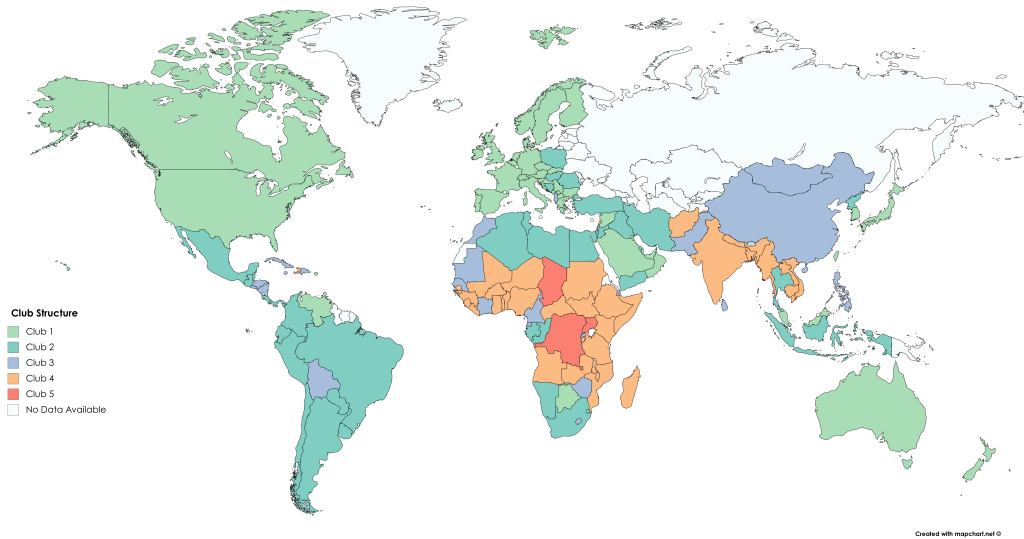 Club Structure
Club 1
Club 2
Club 3
Club 4
Club 5
No Data Available
Created with mapchart.net ©